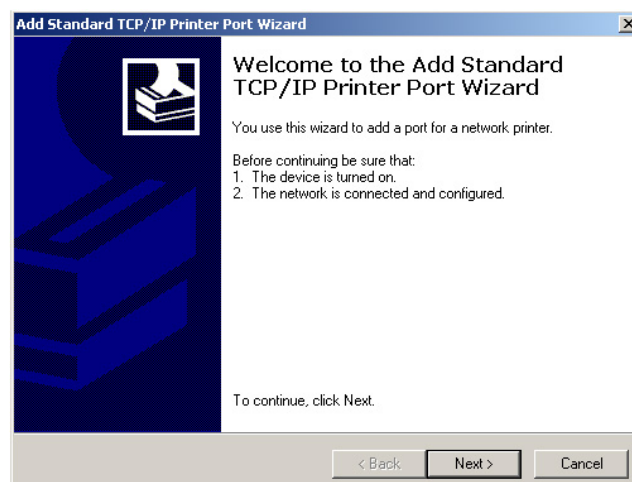 Add Standard TCP/IP Printer Port Wizard
Welcome to the Add Standard
TCP/IP Printer Port Wizard
You use this wizard to add a port for a network printer.
Before continuing be sure that:
1. The device is turned on.
2. The network is connected and configured.
To continue, click Next.
< Back
Next >
Cancel